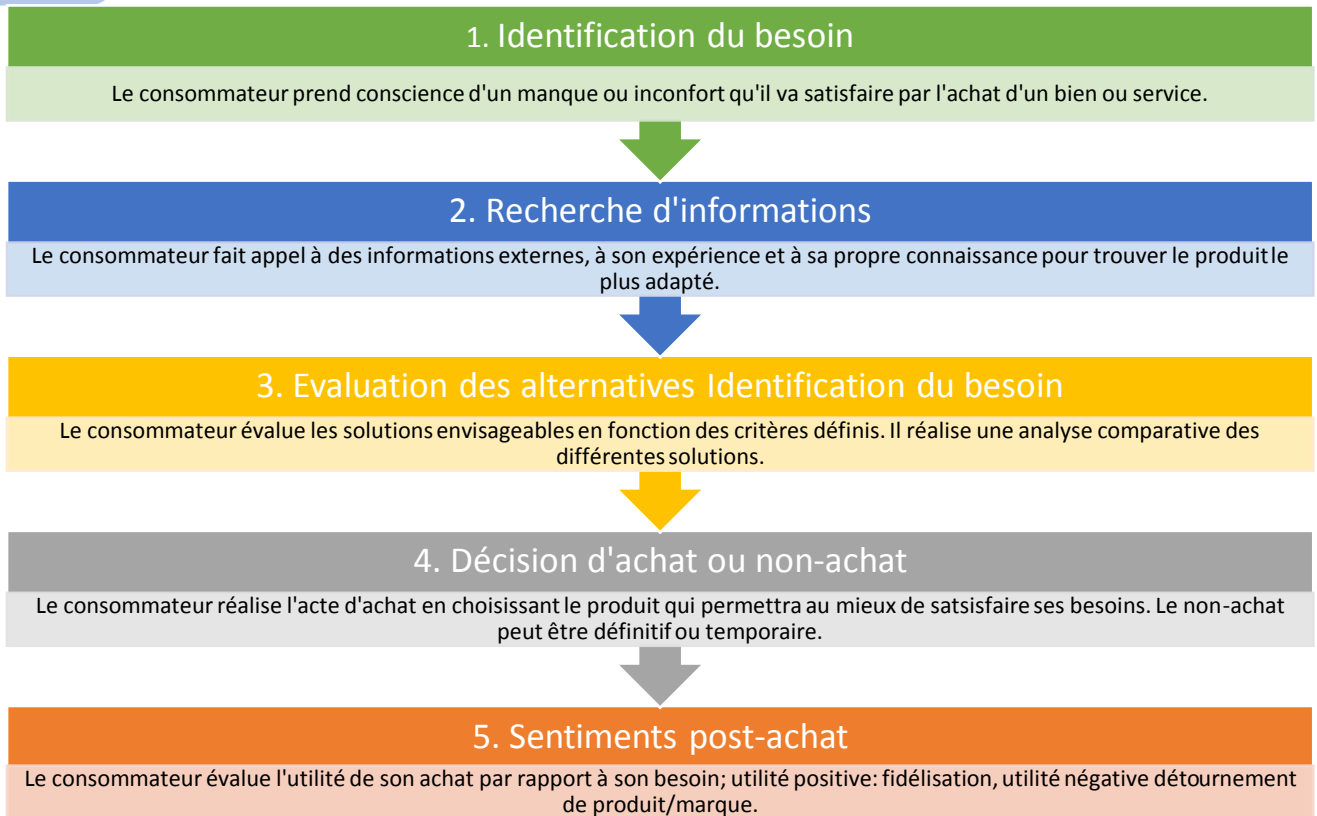 1. Identification du besoin
Le consommateur prend conscience d'un manque ou inconfort qu'il va satisfaire par l'achat d'un bien ou service.
2. Recherche d'informations
Le consommateur fait appel à des informations externes, à son expérience et à sa propre connaissance pour trouver le produit le
plus adapté.
3. Evaluation des alternatives Identification du besoin
Le consommateur évalue les solutions envisageables en fonction des critères définis. Il réalise une analyse comparative des
différentes solutions.
4. Décision d'achat ou non-achat
Le consommateur réalise l'acte d'achat en choisissant le produit qui permettra au mieux de satsisfaire ses besoins. Le non-achat
peut être définitif ou temporaire.
5. Sentiments post-achat
Le consommateur évalue l'utilité de son achat par rapport à son besoin; utilité positive: fidélisation, utilité négative détournement
de produit/marque.